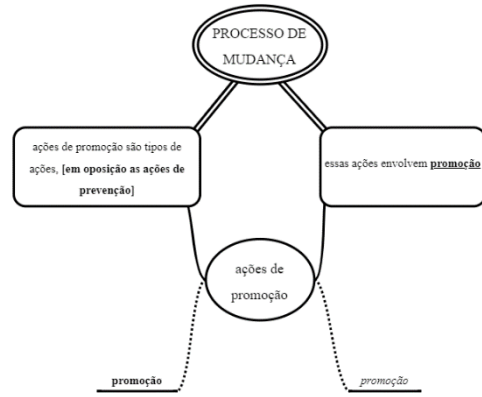 PROCESSO DE
MUDANÇA
ações de promoção são tipos de
ações, [em oposição as ações de
prevenção]
essas ações envolvem promoção
ações de
promoção
promoção
promoção